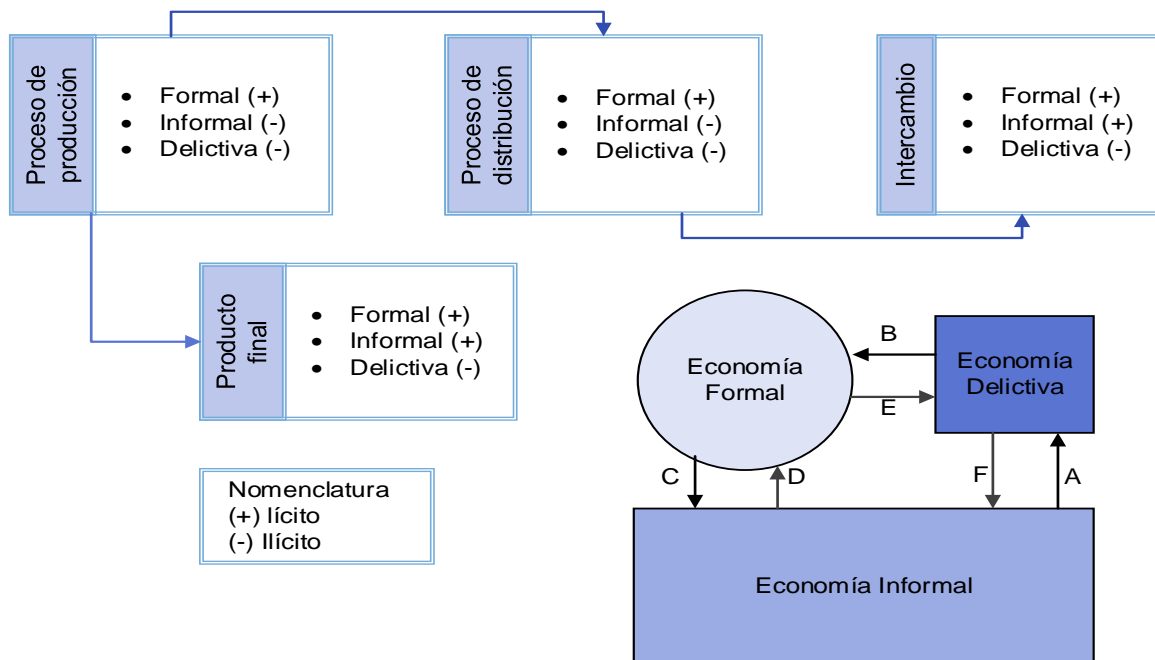 Proceso de
producción
• Formal (+)
• Informal (-)
• Delictiva (-)
Proceso de
distribución
• Formal (+)
• Informal (-)
• Delictiva (-)
Intercambio
• Formal (+)
• Informal (+)
• Delictiva (-)
Producto
final
• Formal (+)
• Informal (+)
• Delictiva (-)
Nomenclatura
(+) lícito
(-) Ilícito
Economía
Formal
B
E
Economía
Delictiva
C
D
F
A
Economía Informal